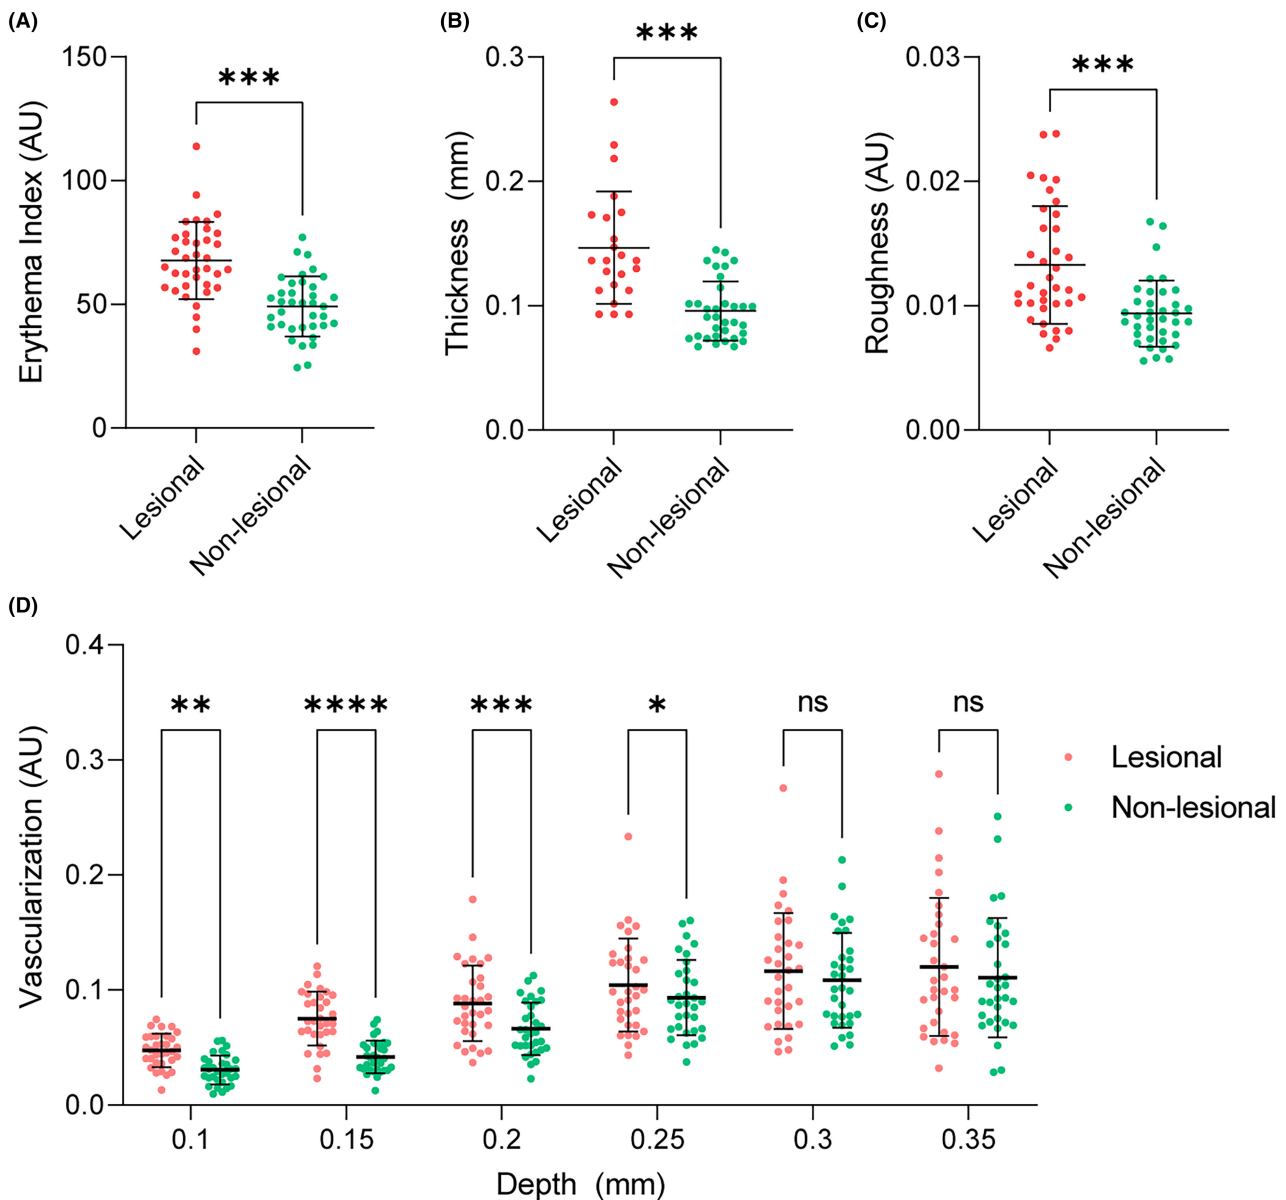 (A)
150
100
50
0
Erythema Index (AU)
***
Lesional
Non-lesional
(B)
0.3
0.2
0.1
0.0
Thickness (mm)
***
Lesional
Non-lesional
(C)
0.03
0.02
0.01
0.00
Roughness (AU)
***
Lesional
Non-lesional
(D)
0.4
0.3
0.2
0.1
0.0
Vascularization (AU)
**
****
***
*
ns
ns
0.1
0.15
0.2
0.25
0.3
0.35
Depth (mm)
Lesional
Non-lesional